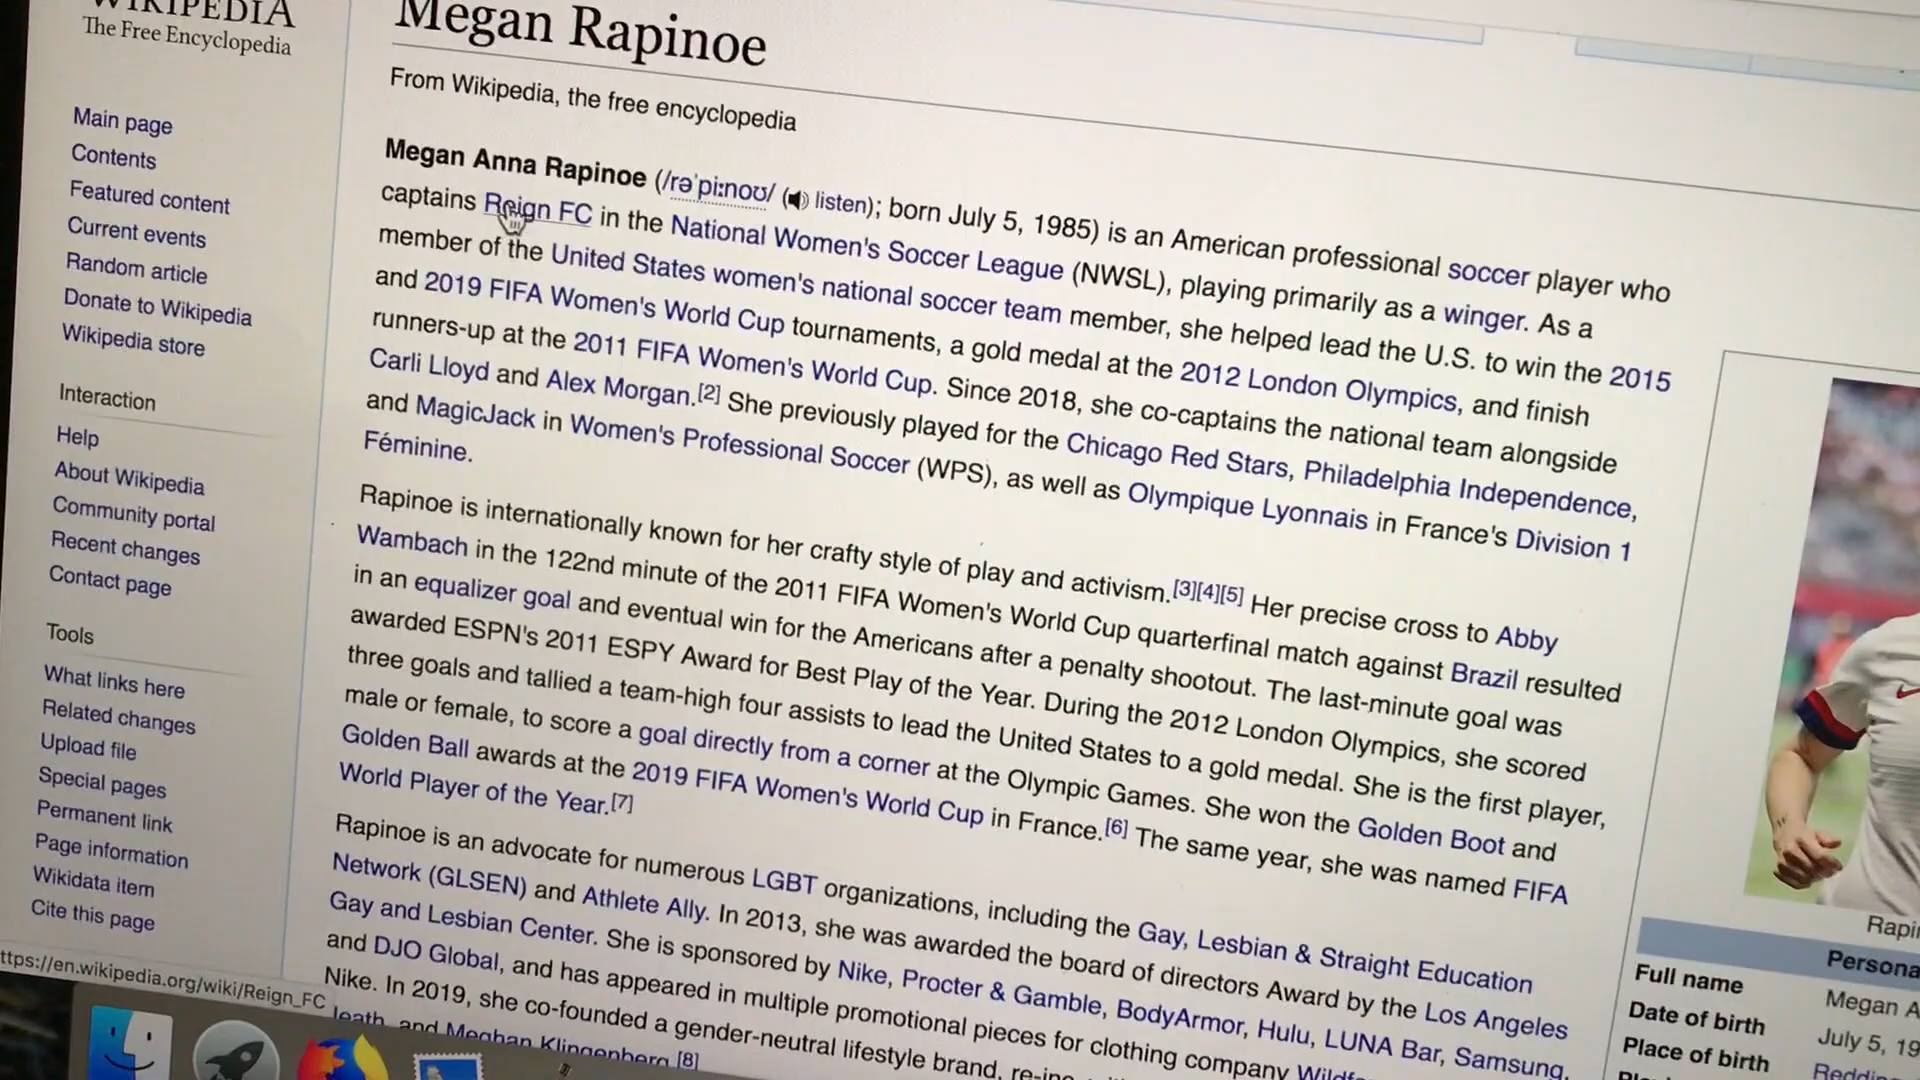 WIKIPEDIA
The Free Encyclopedia
Main page
Contents
Featured content
Current events
Random article
Donate to Wikipedia
Wikipedia store
Interaction
Help
About Wikipedia
Community portal
Recent changes
Contact page
Tools
What links here
Related changes
Upload file
Special pages
Permanent link
Page information
Wikidata item
Cite this page
ttps://en.wikipedia.org/wiki/Reign_FC
Megan Rapinoe
From Wikipedia, the free encyclopedia
Megan Anna Rapinoe (/rəˈpiːnoʊ/ (listen); born July 5, 1985) is an American professional soccer player who
captains Reign FC in the National Women's Soccer League (NWSL), playing primarily as a winger. As a
member of the United States women's national soccer team member, she helped lead the U.S. to win the 2015
and 2019 FIFA Women's World Cup tournaments, a gold medal at the 2012 London Olympics, and finish
runners-up at the 2011 FIFA Women's World Cup. Since 2018, she co-captains the national team alongside
Carli Lloyd and Alex Morgan.[2] She previously played for the Chicago Red Stars, Philadelphia Independence,
and MagicJack in Women's Professional Soccer (WPS), as well as Olympique Lyonnais in France's Division 1
Féminine.
Rapinoe is internationally known for her crafty style of play and activism.[3][4][5] Her precise cross to Abby
Wambach in the 122nd minute of the 2011 FIFA Women's World Cup quarterfinal match against Brazil resulted
in an equalizer goal and eventual win for the Americans after a penalty shootout. The last-minute goal was
awarded ESPN's 2011 ESPY Award for Best Play of the Year. During the 2012 London Olympics, she scored
three goals and tallied a team-high four assists to lead the United States to a gold medal. She is the first player,
male or female, to score a goal directly from a corner at the Olympic Games. She won the Golden Boot and
Golden Ball awards at the 2019 FIFA Women's World Cup in France.[6] The same year, she was named FIFA
World Player of the Year.[7]
Rapinoe is an advocate for numerous LGBT organizations, including the Gay, Lesbian & Straight Education
Network (GLSEN) and Athlete Ally. In 2013, she was awarded the board of directors Award by the Los Angeles
Gay and Lesbian Center. She is sponsored by Nike, Procter & Gamble, BodyArmor, Hulu, LUNA Bar, Samsung,
and DJO Global, and has appeared in multiple promotional pieces for clothing company Wildf
Nike. In 2019, she co-founded a gender-neutral lifestyle brand, re-inc
leath, and Meghan Klingenberg.[8]
Rapi
Persona
Full name Megan A
Date of birth July 5, 19
Place of birth Reddin